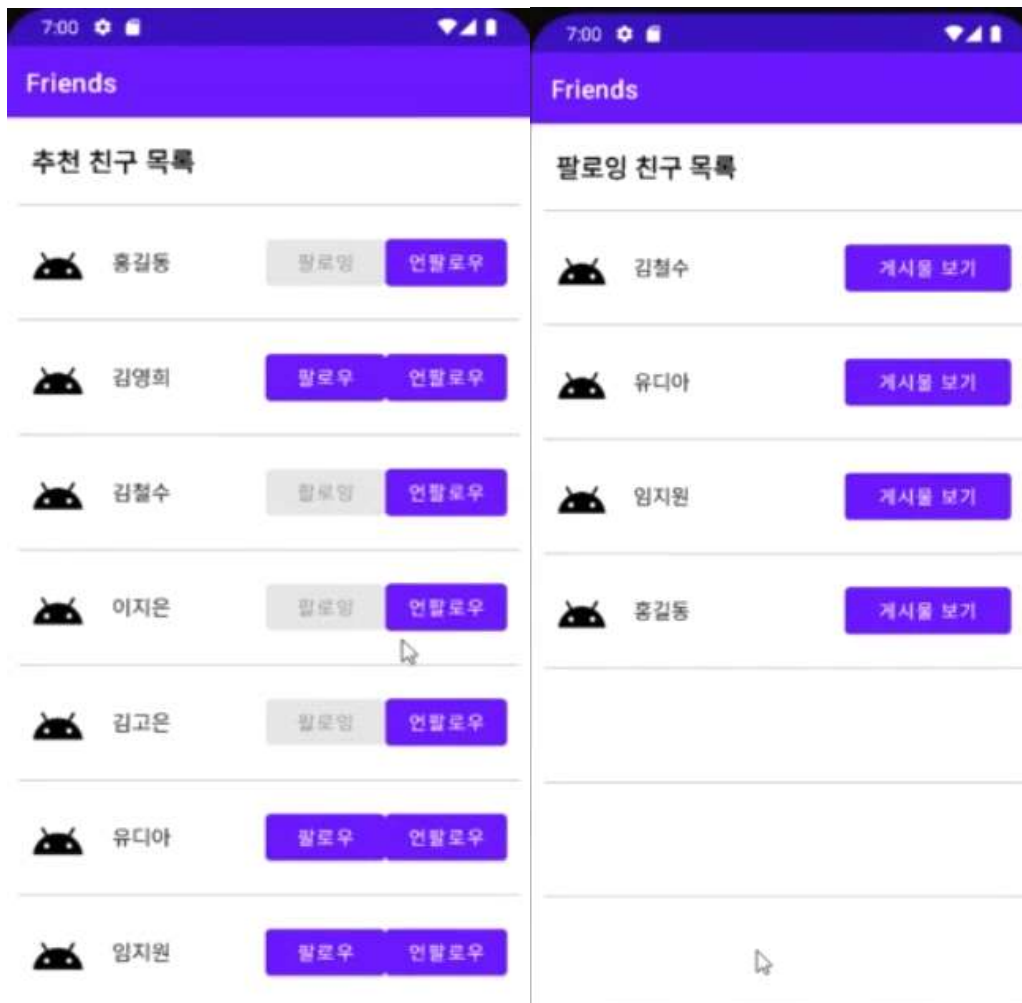 7:00
Friends
추천 친구 목록
홍길동 팔로잉 언팔로우
김영희 팔로우 언팔로우
김철수 팔로잉 언팔로우
이지은 팔로잉 언팔로우
김고은 팔로잉 언팔로우
유디아 팔로우 언팔로우
임지원 팔로우 언팔로우
7:00
Friends
팔로잉 친구 목록
김철수 게시물 보기
유디아 게시물 보기
임지원 게시물 보기
홍길동 게시물 보기